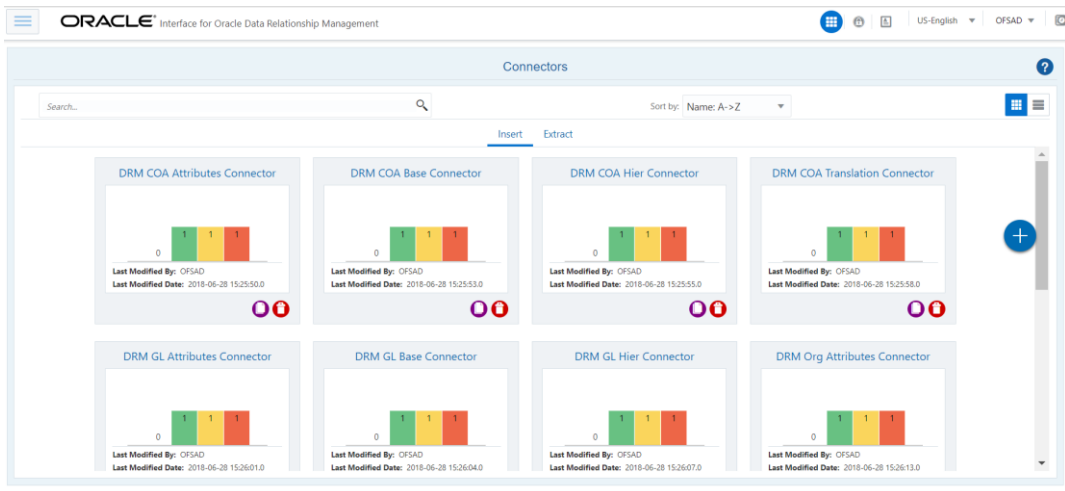 ORACLE® Interface for Oracle Data Relationship Management
US-English OFSAD
Connectors
?
Search... Sort by: Name: A->Z
Insert Extract
DRM COA Attributes Connector DRM COA Base Connector DRM COA Hier Connector DRM COA Translation Connector
0 1 1 1 0 1 1 1 0 1 1 1 0 1 1 1
Last Modified By: OFSAD Last Modified By: OFSAD Last Modified By: OFSAD Last Modified By: OFSAD
Last Modified Date: 2018-06-28 15:25:50.0 Last Modified Date: 2018-06-28 15:25:53.0 Last Modified Date: 2018-06-28 15:25:55.0 Last Modified Date: 2018-06-28 15:25:58.0
DRM GL Attributes Connector DRM GL Base Connector DRM GL Hier Connector DRM Org Attributes Connector
0 1 1 1 0 1 1 1 0 1 1 1 0 1 1 1
Last Modified By: OFSAD Last Modified By: OFSAD Last Modified By: OFSAD Last Modified By: OFSAD
Last Modified Date: 2018-06-28 15:26:01.0 Last Modified Date: 2018-06-28 15:26:04.0 Last Modified Date: 2018-06-28 15:26:07.0 Last Modified Date: 2018-06-28 15:26:13.0